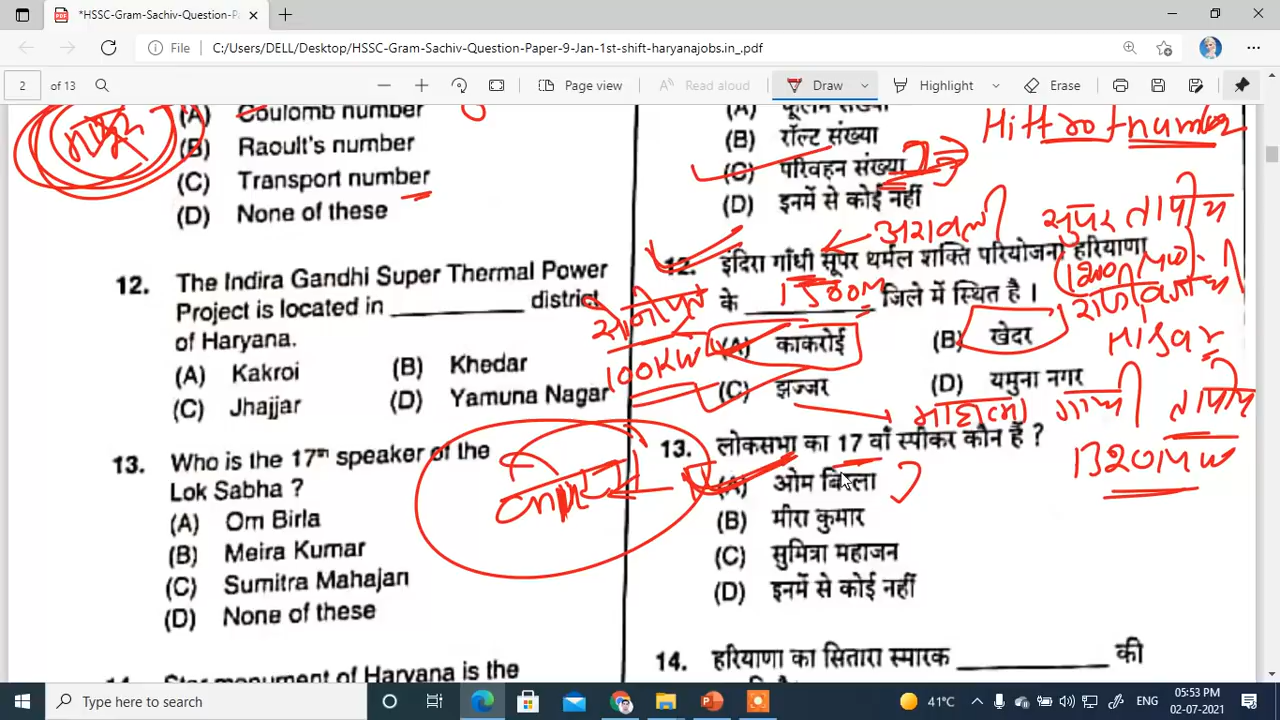 *HSSC-Gram-Sachiv-Question-P
File
C:/Users/DELL/Desktop/HSSC-Gram-Sachiv-Question-Paper-9-Jan-1st-shift-haryanajobs.in_.pdf
2 of 13
Page view
Read aloud
Draw
Highlight
Erase
(A) Coulomb number
(B) Raoult's number
(C) Transport number
(D) None of these
12. The Indira Gandhi Super Thermal Power
Project is located in ________ district
of Haryana.
(A) Kakroi (B) Khedar
(C) Jhajjar (D) Yamuna Nagar
13. Who is the 17th speaker of the
Lok Sabha ?
(A) Om Birla
(B) Meira Kumar
(C) Sumitra Mahajan
(D) None of these
14. Star monument of Haryana is the
(A) कूलॉम संख्या
(B) रॉल्ट संख्या
(C) परिवहन संख्या
(D) इनमें से कोई नहीं
Hittrot number
अरावली सुपर तापीय
12. इंदिरा गाँधी सूपर थर्मल शक्ति परियोजना हरियाणा
के ________ जिले में स्थित है ।
1500M
(A) काकरोई (B) खेदर
(C) झज्जर (D) यमुना नगर
सोनीपत
100KW
हिसार
महात्मा गांधी तापीय
1320MW
13. लोकसभा का 17 वाँ स्पीकर कौन है ?
(A) ओम बिरला
(B) मीरा कुमार
(C) सुमित्रा महाजन
(D) इनमें से कोई नहीं
14. हरियाणा का सितारा स्मारक ________ की
Type here to search
41°C
ENG
05:53 PM
02-07-2021